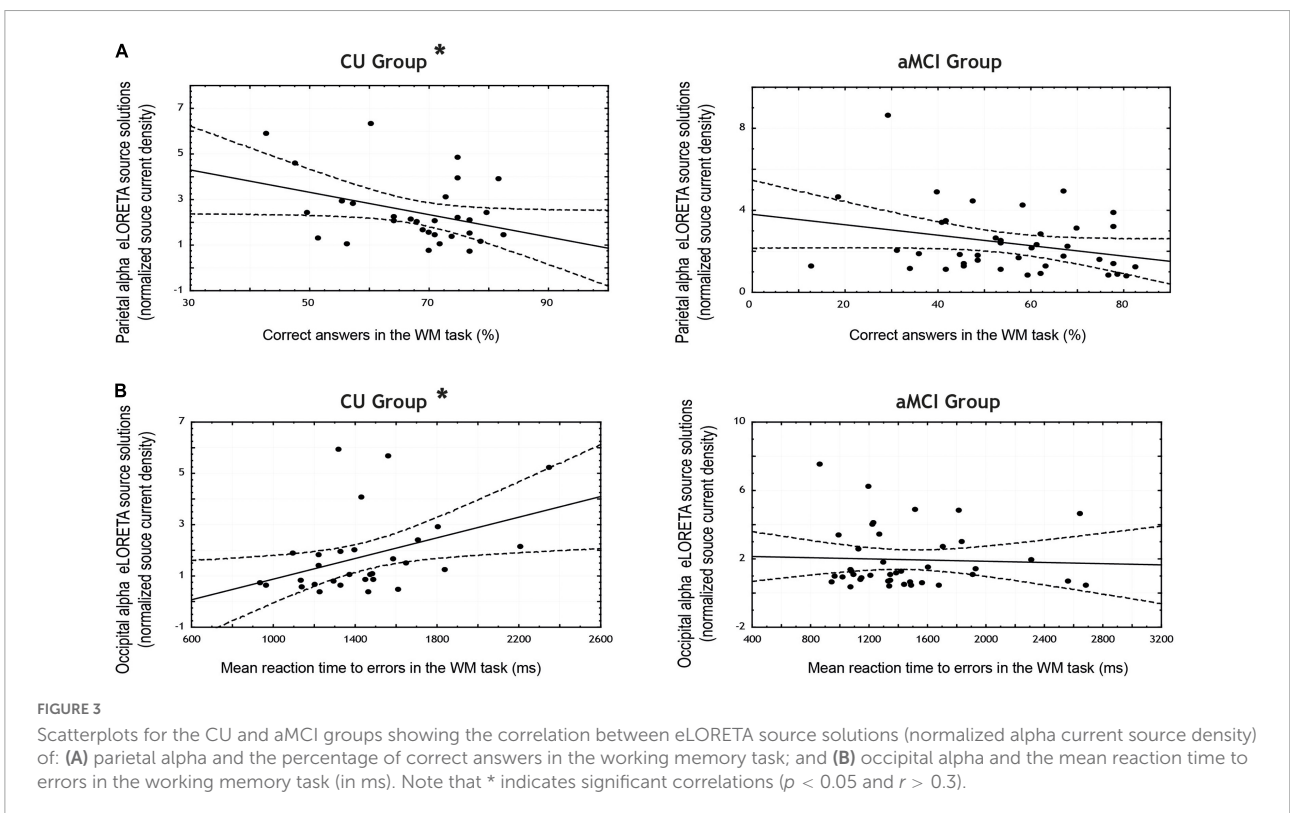 A
CU Group *
aMCI Group
Parietal alpha eLORETA source solutions
(normalized souce current density)
7
5
3
1
-1
30 50 70 90
Correct answers in the WM task (%)
Parietal alpha eLORETA source solutions
(normalized souce current density)
8
4
0
0 20 40 60 80
Correct answers in the WM task (%)
B
CU Group *
aMCI Group
Occipital alpha eLORETA source solutions
(normalized souce current density)
7
5
3
1
-1
600 1000 1400 1800 2200 2600
Mean reaction time to errors in the WM task (ms)
Occipital alpha eLORETA source solutions
(normalized souce current density)
10
6
2
-2
400 800 1200 1600 2000 2400 2800 3200
Mean reaction time to errors in the WM task (ms)
FIGURE 3
Scatterplots for the CU and aMCI groups showing the correlation between eLORETA source solutions (normalized alpha current source density)
of: (A) parietal alpha and the percentage of correct answers in the working memory task; and (B) occipital alpha and the mean reaction time to
errors in the working memory task (in ms). Note that * indicates significant correlations (p < 0.05 and r > 0.3).